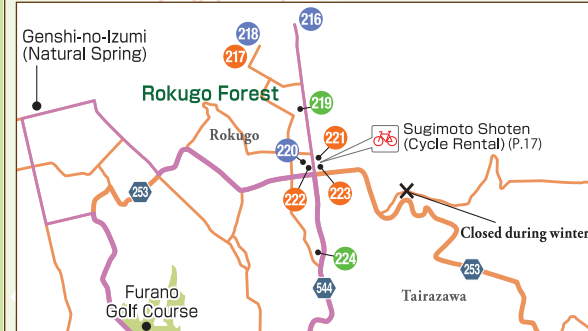 216
218
Genshi-no-Izumi
(Natural Spring)
217
Rokugo Forest
219
Rokugo
221
Sugimoto Shoten
(Cycle Rental) (P.17)
220
253
222
223
Closed during winter
224
253
544
Tairazawa
Furano
Golf Course